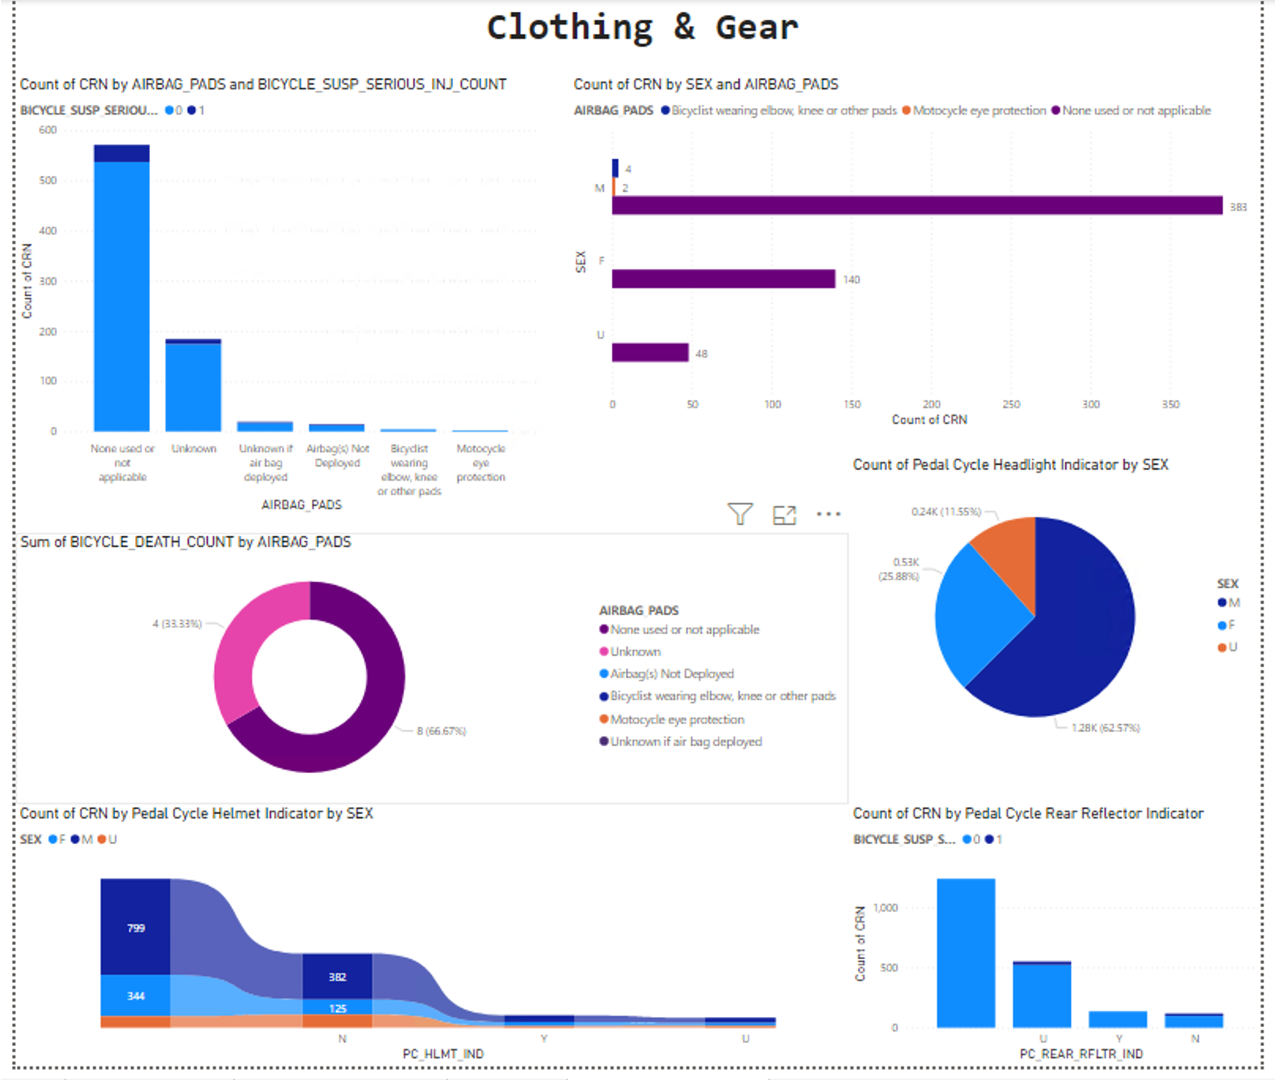 Clothing & Gear
Count of CRN by AIRBAG_PADS and BICYCLE_SUSP_SERIOUS_INJ_COUNT
BICYCLE_SUSP_SERIOU... 0 1
600
500
400
300
200
100
0
Count of CRN
None used or
not
applicable
Unknown
Unknown if
air bag
deployed
Airbag(s) Not
Deployed
Bicyclist
wearing
elbow, knee
or other pads
Motocycle
eye
protection
AIRBAG_PADS
Count of CRN by SEX and AIRBAG_PADS
AIRBAG_PADS Bicyclist wearing elbow, knee or other pads Motocycle eye protection None used or not applicable
4
M 2
383
SEX
F
140
U
48
0 50 100 150 200 250 300 350
Count of CRN
Sum of BICYCLE_DEATH_COUNT by AIRBAG_PADS
4 (33.33%)
8 (66.67%)
AIRBAG_PADS
None used or not applicable
Unknown
Airbag(s) Not Deployed
Bicyclist wearing elbow, knee or other pads
Motocycle eye protection
Unknown if air bag deployed
Count of Pedal Cycle Headlight Indicator by SEX
0.24K (11.55%)
0.53K
(25.88%)
1.28K (62.57%)
SEX
M
F
U
Count of CRN by Pedal Cycle Helmet Indicator by SEX
SEX F M U
799
344
382
125
N Y U
PC_HLMT_IND
Count of CRN by Pedal Cycle Rear Reflector Indicator
BICYCLE_SUSP_S... 0 1
1,000
500
0
Count of CRN
U Y N
PC_REAR_RFLTR_IND